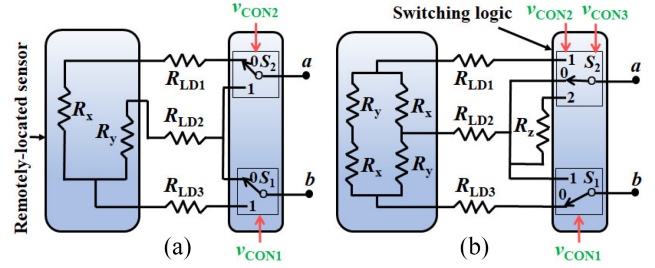 Switching logic
vCON2
vCON2 vCON3
Remotely-located sensor
Rx
Ry
RLD1
RLD2
RLD3
0 S2
1
a
0 S1
1
b
vCON1
(a)
Ry
Rx
Rx
Ry
RLD1
RLD2
RLD3
1
0 S2
2
Rz
a
1 S1
0
b
vCON1
(b)